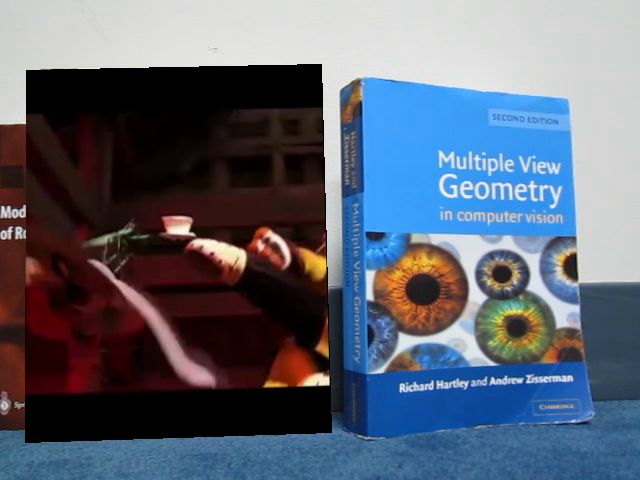 Mod
of Ro
Sp
Hartley and
Zisserman
Multiple View Geometry
SECOND EDITION
Multiple View
Geometry
in computer vision
Richard Hartley and Andrew Zisserman
CAMBRIDGE